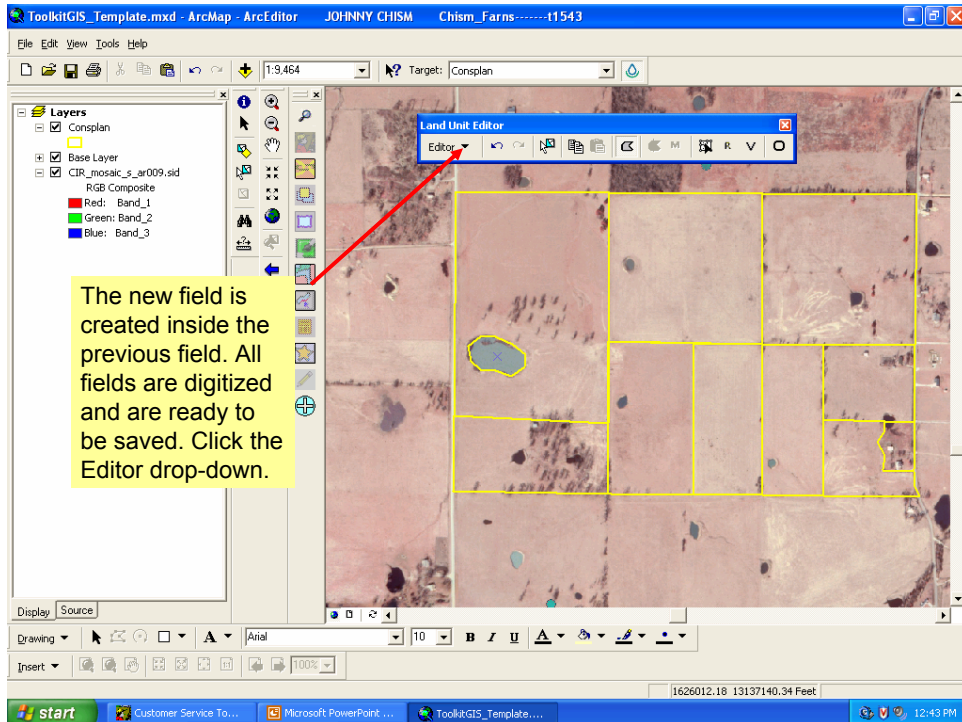 ToolkitGIS_Template.mxd - ArcMap - ArcEditor JOHNNY CHISM Chism_Farns-------t1543
File Edit View Tools Help
1:9,464 Target: Consplan
Layers
Consplan
Base Layer
CIR_mosaic_s_ar009.sid
RGB Composite
Red: Band_1
Green: Band_2
Blue: Band_3
Land Unit Editor
Editor M R V
The new field is
created inside the
previous field. All
fields are digitized
and are ready to
be saved. Click the
Editor drop-down.
Display Source
Drawing A Arial 10 B I U A
Insert 1:1 100%
1626012.18 13137140.34 Feet
start Customer Service To... Microsoft PowerPoint ... ToolkitGIS_Template.... 12:43 PM